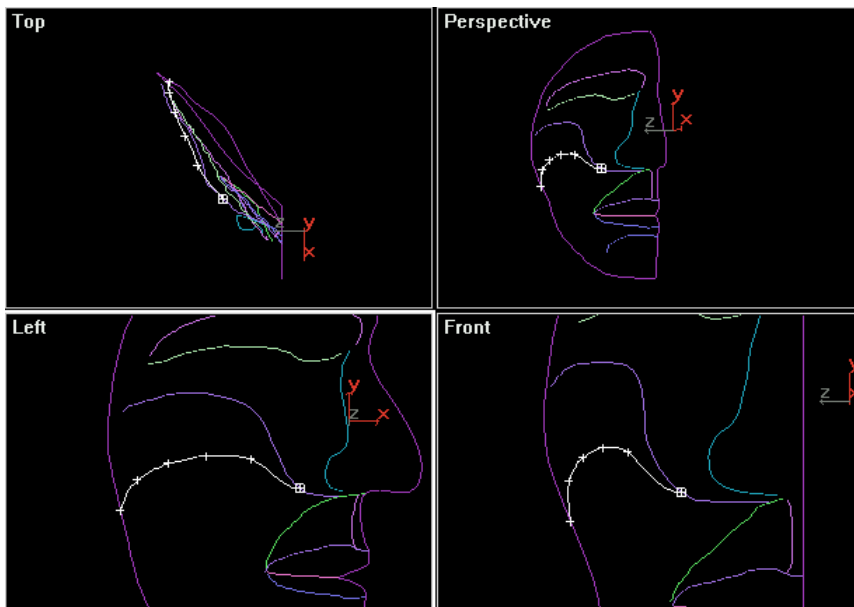 Top
z y
x
Perspective
y
z x
Left
y
z x
Front
y
z